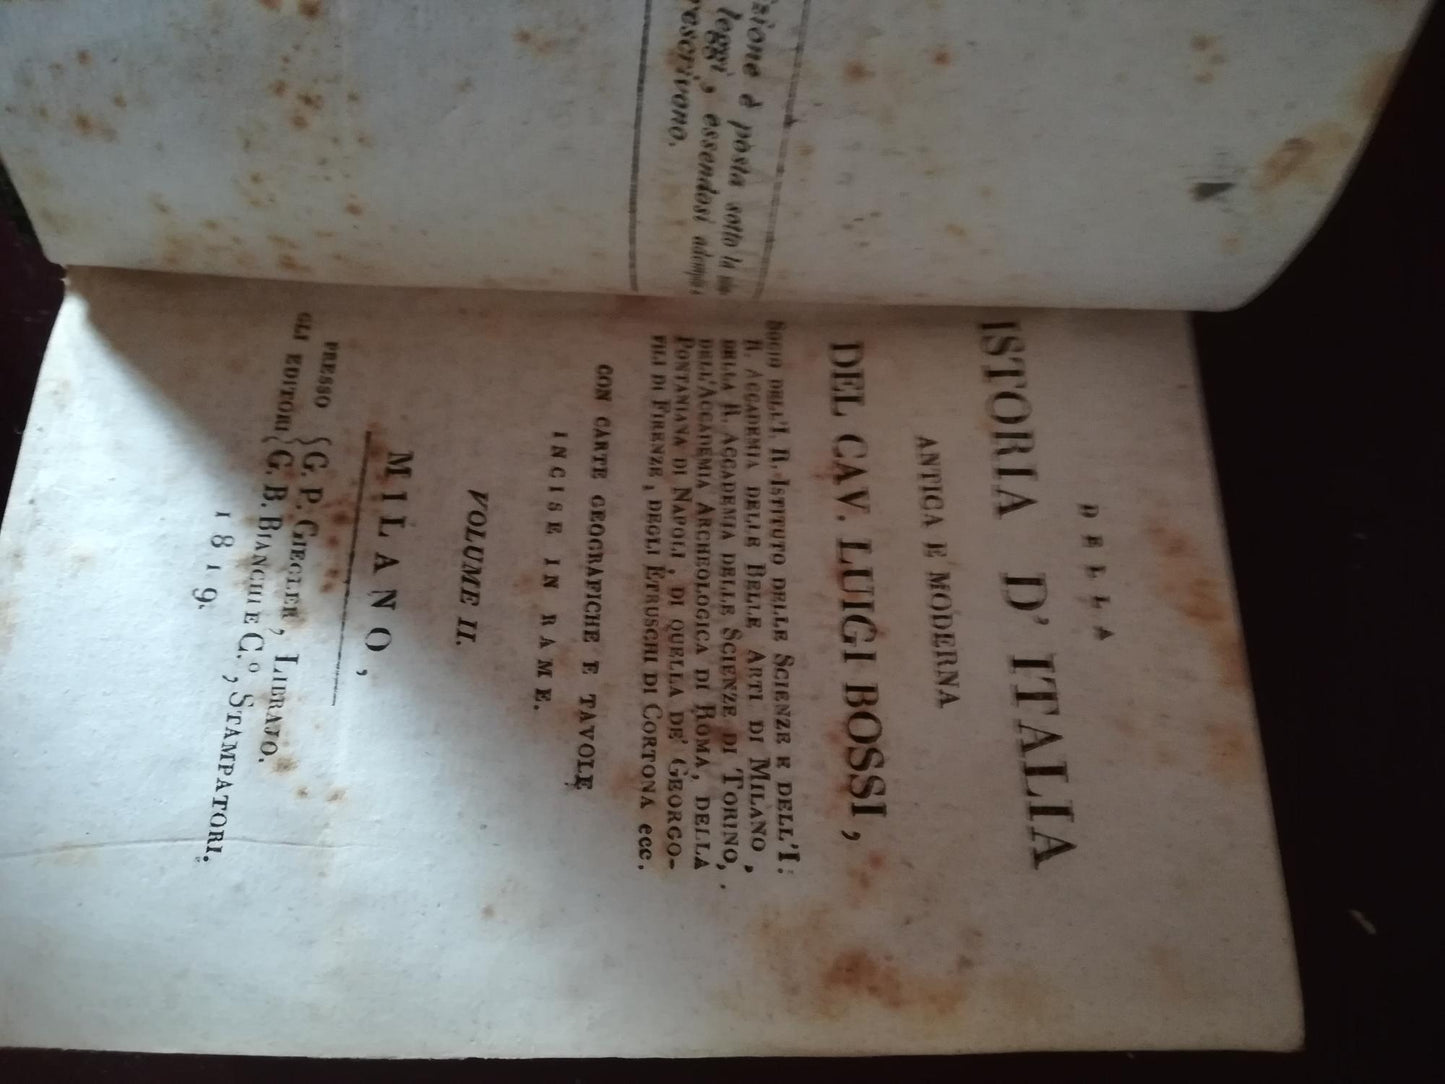 zione è posta sotto la
leggi, essendosi
rescrivono.
DELLA
ISTORIA D' ITALIA
ANTICA E MODERNA
DEL CAV. LUIGI BOSSI,
SOCIO DELL'I. R. ISTITUTO DELLE SCIENZE E DELL'I.
R. ACCADEMIA DELLE BELLE ARTI DI MILANO,
DELLA R. ACCADEMIA DELLE SCIENZE DI TORINO,
DELL'ACCADEMIA ARCHEOLOGICA DI ROMA, DELLA
PONTANIANA DI NAPOLI, DI QUELLA DE' GEORGO-
FILI DI FIRENZE, DEGLI ETRUSCHI DI CORTONA ecc.
CON CARTE GEOGRAFICHE E TAVOLE
INCISE IN RAME.
VOLUME II.
MILANO,
PRESSO { G. P. GIEGLER, LIBRAJO.
GLI EDITORI { G. B. BIANCHI E C.º, STAMPATORI.
1819.